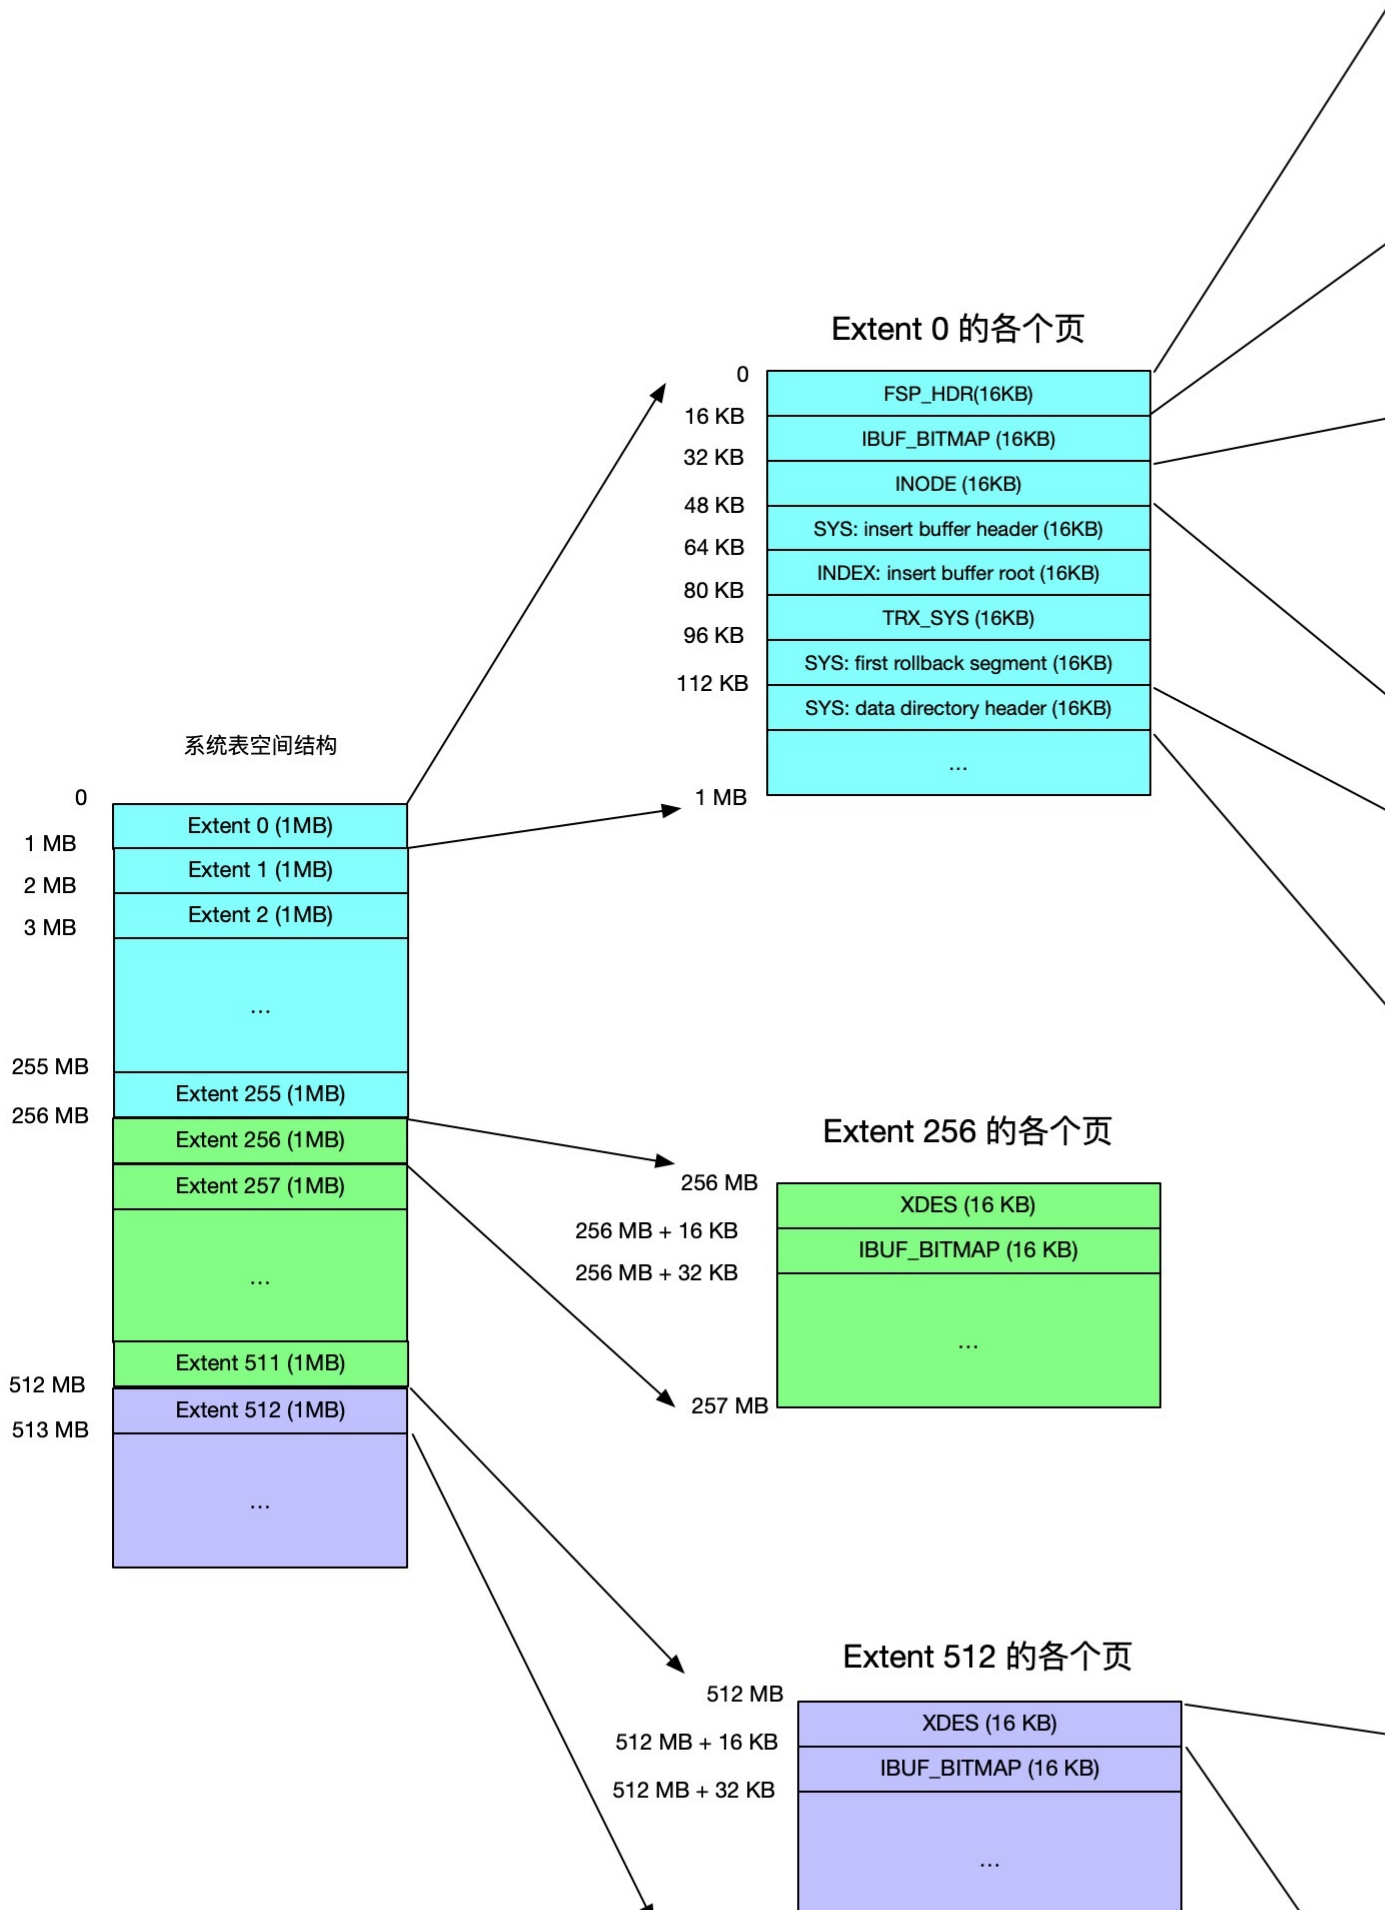 Extent 0 的各个页
0
FSP_HDR(16KB)
16 KB
IBUF_BITMAP (16KB)
32 KB
INODE (16KB)
48 KB
SYS: insert buffer header (16KB)
64 KB
INDEX: insert buffer root (16KB)
80 KB
TRX_SYS (16KB)
96 KB
SYS: first rollback segment (16KB)
112 KB
SYS: data directory header (16KB)
...
1 MB
系统表空间结构
0
Extent 0 (1MB)
1 MB
Extent 1 (1MB)
2 MB
Extent 2 (1MB)
3 MB
...
255 MB
Extent 255 (1MB)
256 MB
Extent 256 (1MB)
Extent 257 (1MB)
...
Extent 511 (1MB)
512 MB
Extent 512 (1MB)
513 MB
...
Extent 256 的各个页
256 MB
XDES (16 KB)
256 MB + 16 KB
IBUF_BITMAP (16 KB)
256 MB + 32 KB
...
257 MB
Extent 512 的各个页
512 MB
XDES (16 KB)
512 MB + 16 KB
IBUF_BITMAP (16 KB)
512 MB + 32 KB
...